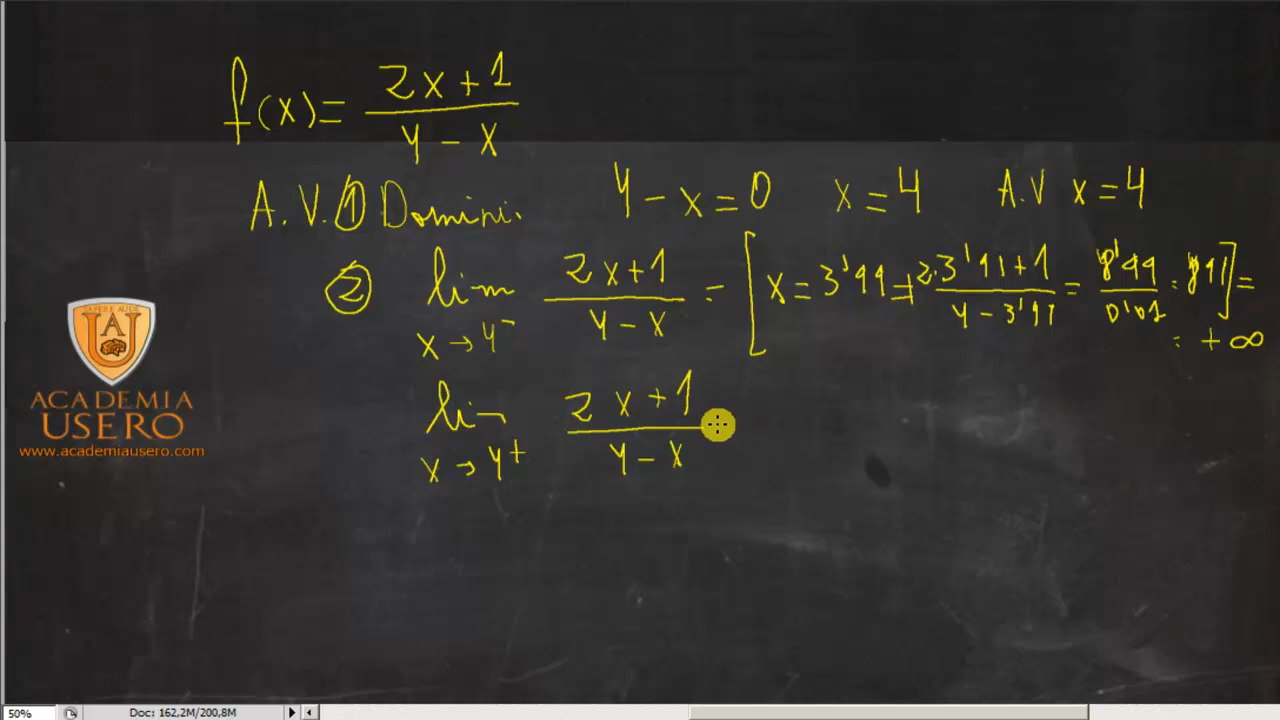 f(x) = (2x+1)/(4-x)
A.V. ① Domini. 4-x=0 x=4 A.V x=4
② lim x→4⁻ (2x+1)/(4-x) = [x=3'99 → (2·3'99+1)/(4-3'99) = 8'99/0'01 = 899] =
= +∞
lim x→4⁺ (2x+1)/(4-x)
ACADEMIA
USERO
www.academiausero.com
50% Doc: 162,2M/200,8M